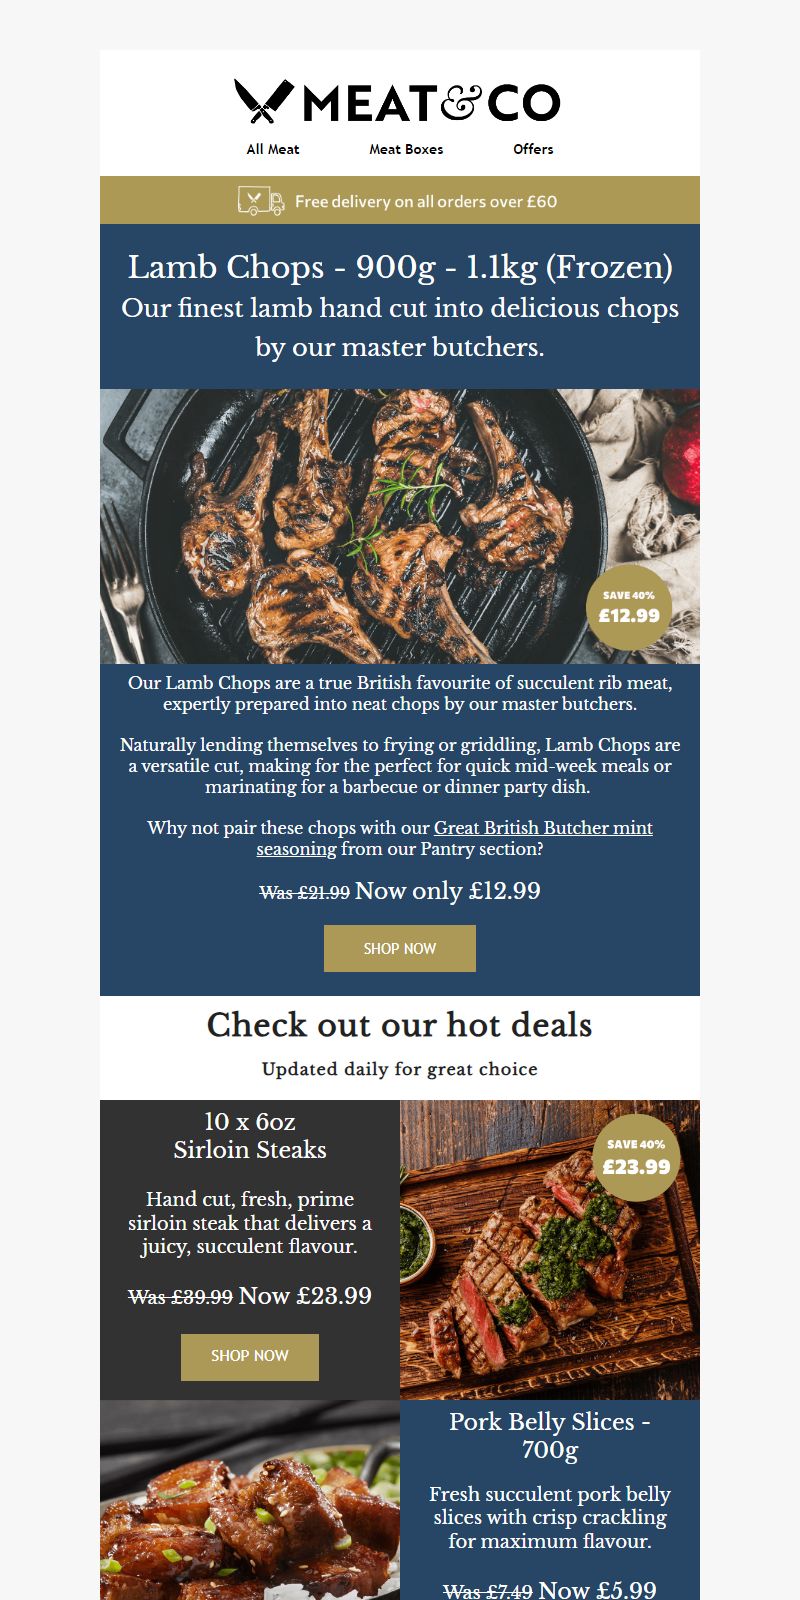 MEAT&CO
All Meat Meat Boxes Offers
Free delivery on all orders over £60
Lamb Chops - 900g - 1.1kg (Frozen)
Our finest lamb hand cut into delicious chops
by our master butchers.
SAVE 40%
£12.99
Our Lamb Chops are a true British favourite of succulent rib meat,
expertly prepared into neat chops by our master butchers.
Naturally lending themselves to frying or griddling, Lamb Chops are
a versatile cut, making for the perfect for quick mid-week meals or
marinating for a barbecue or dinner party dish.
Why not pair these chops with our Great British Butcher mint
seasoning from our Pantry section?
Was £21.99 Now only £12.99
SHOP NOW
Check out our hot deals
Updated daily for great choice
10 x 6oz
Sirloin Steaks
Hand cut, fresh, prime
sirloin steak that delivers a
juicy, succulent flavour.
Was £39.99 Now £23.99
SHOP NOW
SAVE 40%
£23.99
Pork Belly Slices -
700g
Fresh succulent pork belly
slices with crisp crackling
for maximum flavour.
Was £7.49 Now £5.99